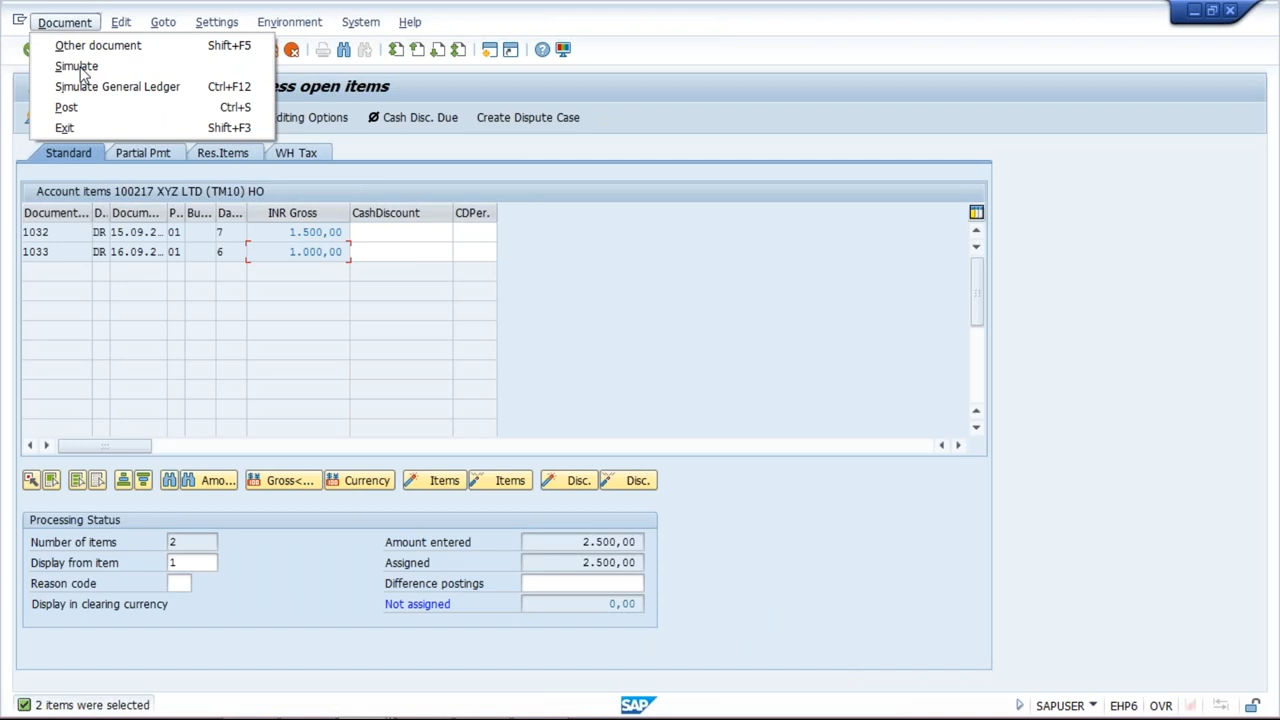 Document Edit Goto Settings Environment System Help
Other document Shift+F5
Simulate
Simulate General Ledger Ctrl+F12
Post Ctrl+S
Exit Shift+F3
ess open items
diting Options Cash Disc. Due Create Dispute Case
Standard Partial Pmt Res.Items WH Tax
Account items 100217 XYZ LTD (TM10) HO
Document... D.. Docum... P.. Bu... Da... INR Gross CashDiscount CDPer.
1032 DR 15.09.2... 01 7 1.500,00
1033 DR 16.09.2... 01 6 1.000,00
Amo... Gross<... Currency Items Items Disc. Disc.
Processing Status
Number of items 2 Amount entered 2.500,00
Display from item 1 Assigned 2.500,00
Reason code Difference postings
Display in clearing currency Not assigned 0,00
2 items were selected SAP SAPUSER EHP6 OVR